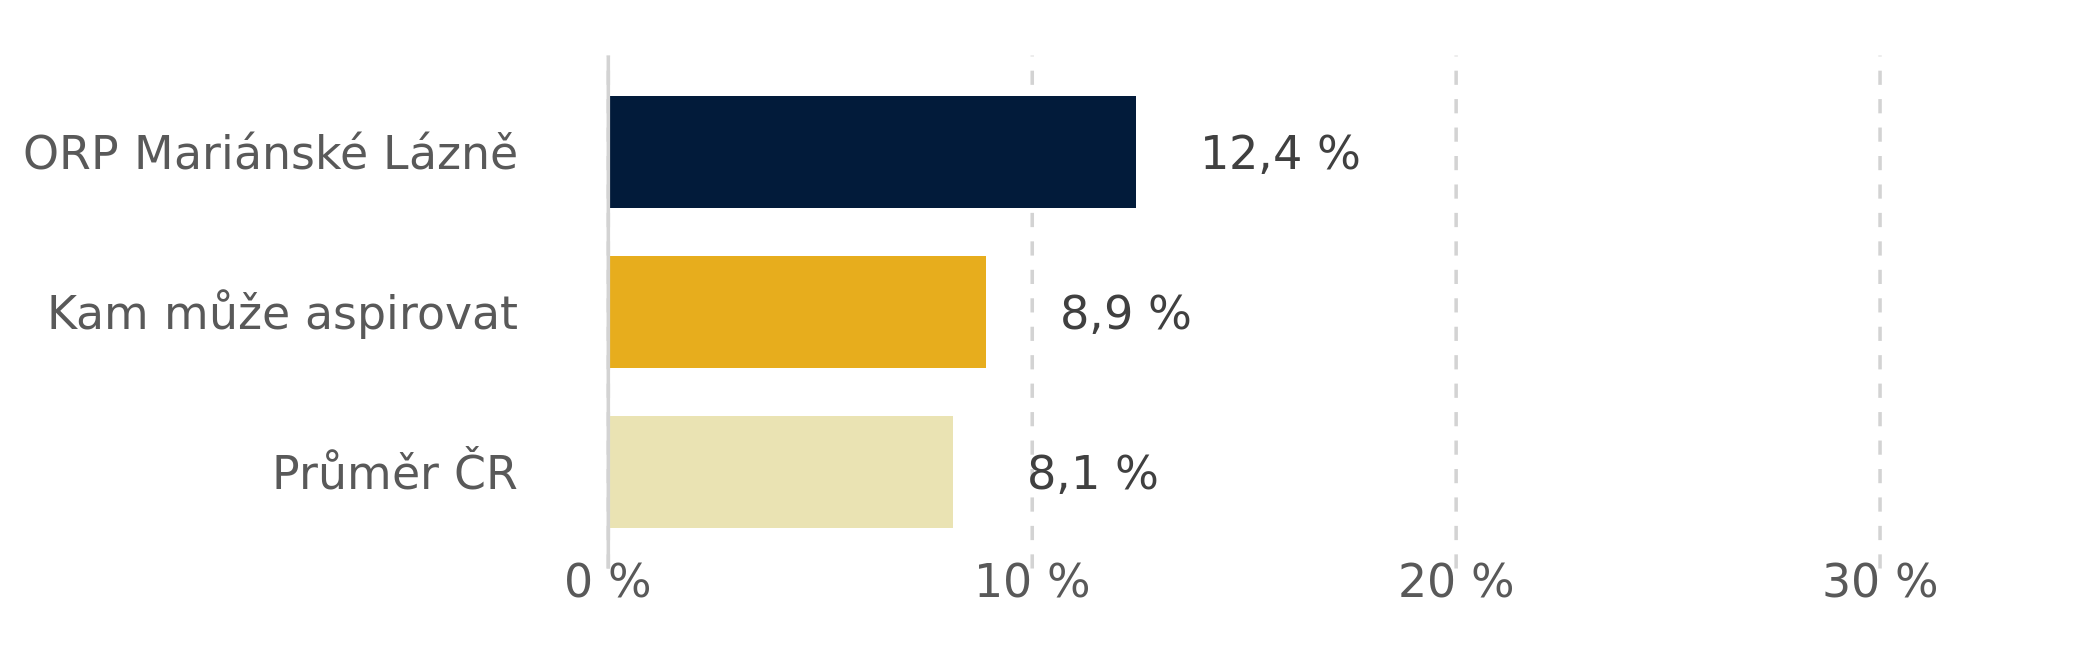 ORP Mariánské Lázně 12,4 %
Kam může aspirovat 8,9 %
Průměr ČR 8,1 %
0 % 10 % 20 % 30 %